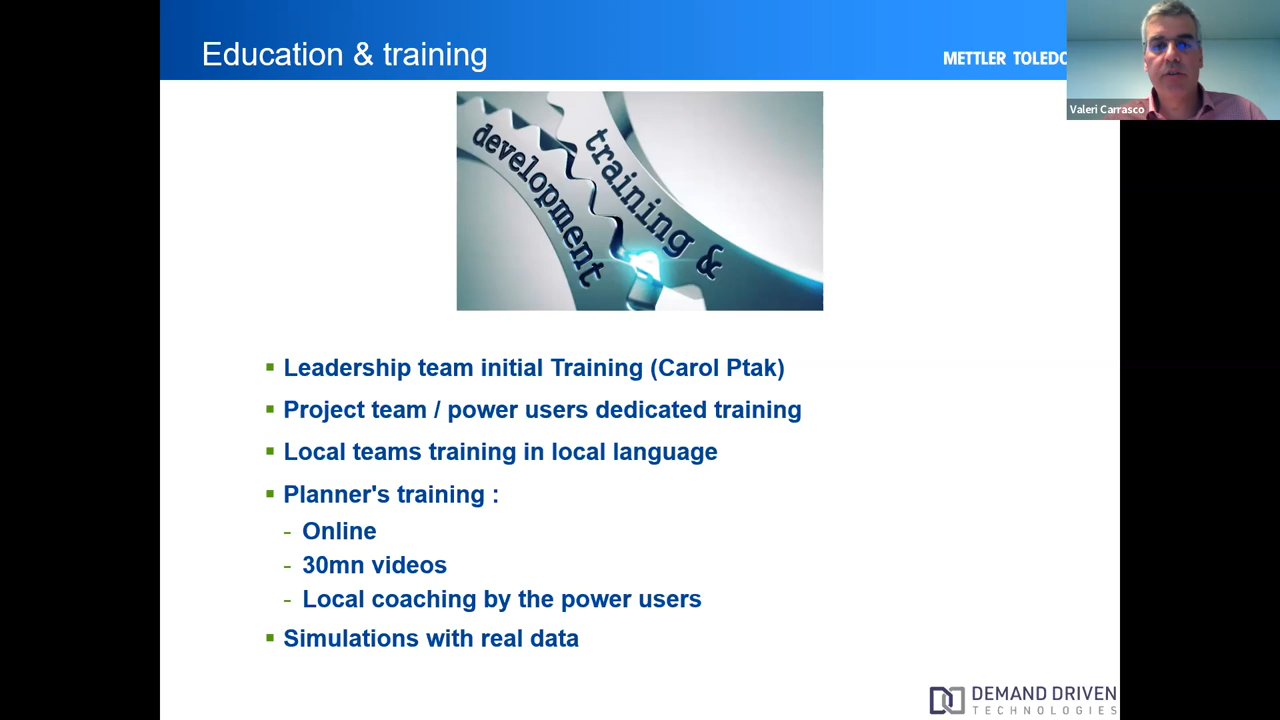 Education & training
METTLER TOLEDO
Valeri Carrasco
development
training &
Leadership team initial Training (Carol Ptak)
Project team / power users dedicated training
Local teams training in local language
Planner's training :
- Online
- 30mn videos
- Local coaching by the power users
Simulations with real data
DEMAND DRIVEN
TECHNOLOGIES